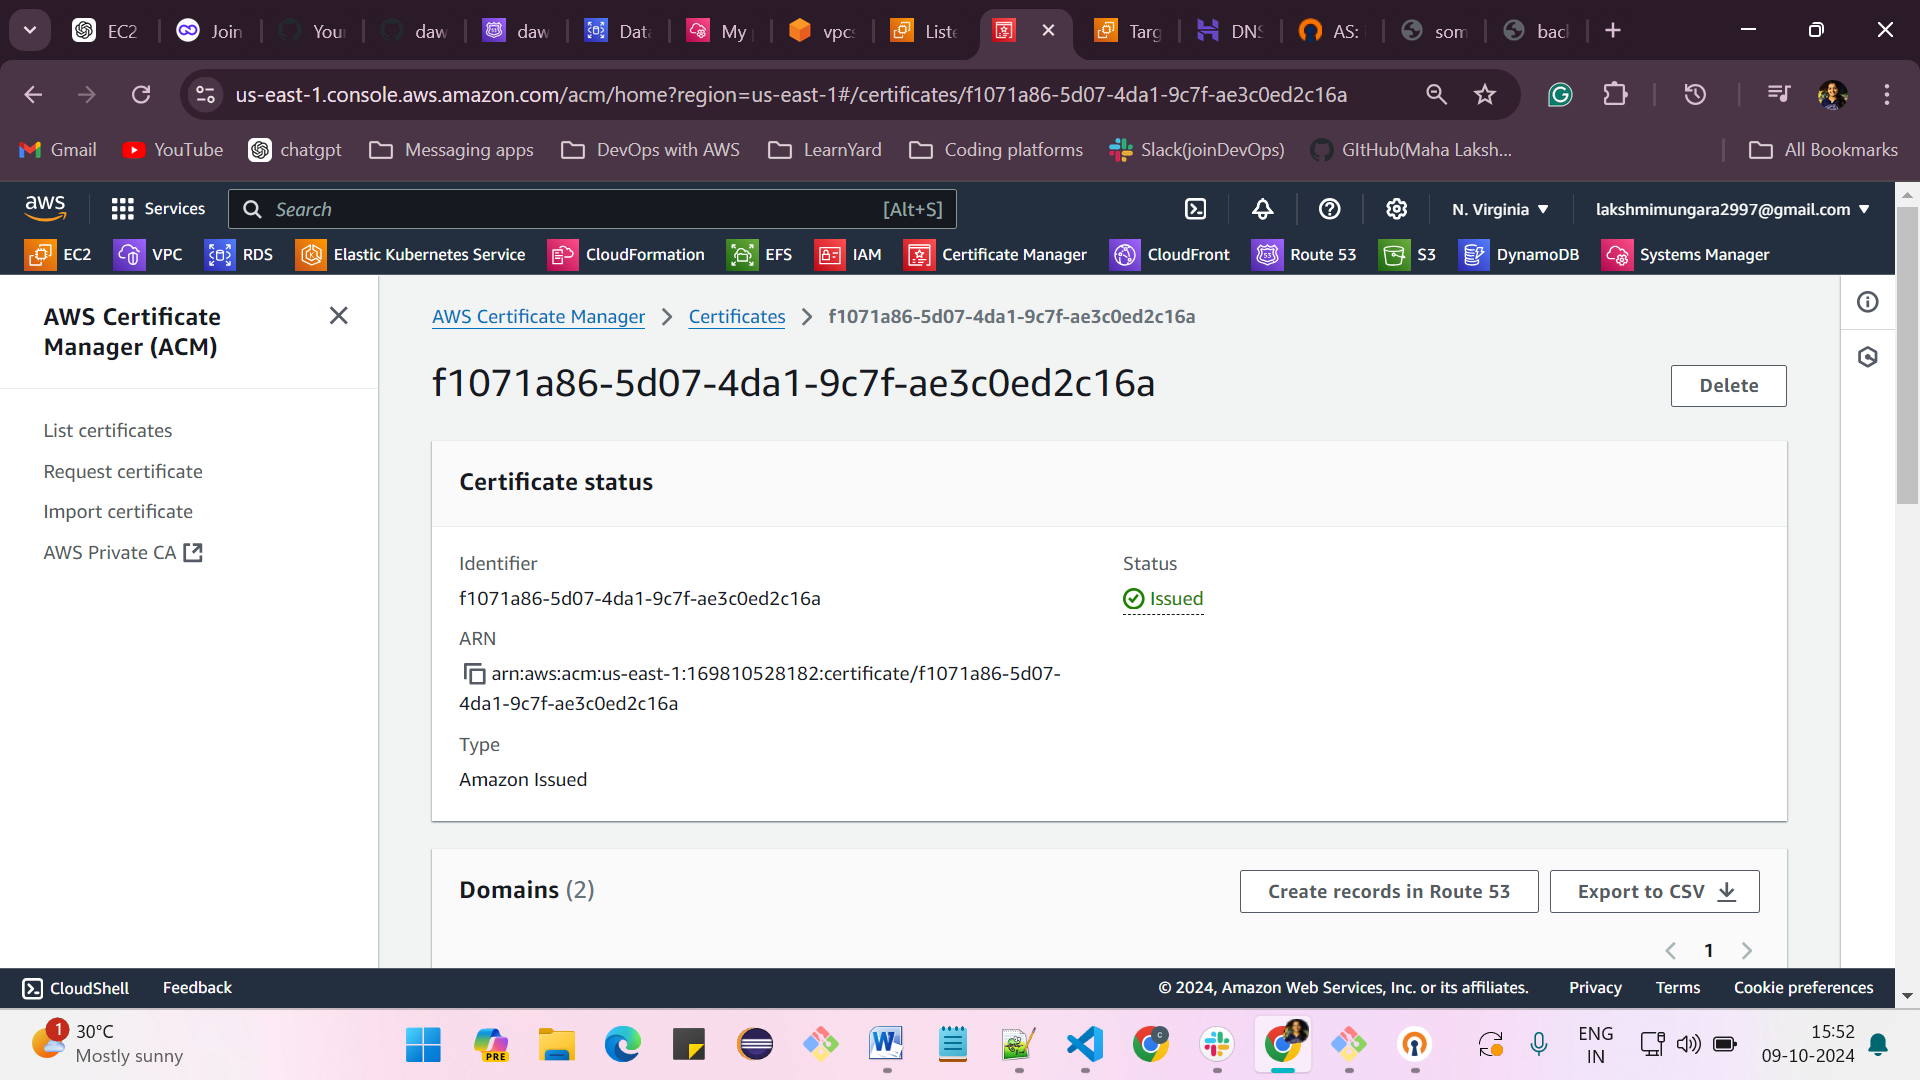 EC2
Join
You
daw
daw
Data
My
vpcs
Liste
Targ
DNS
AS:
som
bac
us-east-1.console.aws.amazon.com/acm/home?region=us-east-1#/certificates/f1071a86-5d07-4da1-9c7f-ae3c0ed2c16a
Gmail
YouTube
chatgpt
Messaging apps
DevOps with AWS
LearnYard
Coding platforms
Slack(joinDevOps)
GItHub(Maha Laksh...
All Bookmarks
aws
Services
Search
[Alt+S]
N. Virginia
lakshmimungara2997@gmail.com
EC2
VPC
RDS
Elastic Kubernetes Service
CloudFormation
EFS
IAM
Certificate Manager
CloudFront
Route 53
S3
DynamoDB
Systems Manager
AWS Certificate
Manager (ACM)
List certificates
Request certificate
Import certificate
AWS Private CA
AWS Certificate Manager
Certificates
f1071a86-5d07-4da1-9c7f-ae3c0ed2c16a
f1071a86-5d07-4da1-9c7f-ae3c0ed2c16a
Delete
Certificate status
Identifier
f1071a86-5d07-4da1-9c7f-ae3c0ed2c16a
Status
Issued
ARN
arn:aws:acm:us-east-1:169810528182:certificate/f1071a86-5d07-
4da1-9c7f-ae3c0ed2c16a
Type
Amazon Issued
Domains (2)
Create records in Route 53
Export to CSV
1
CloudShell
Feedback
© 2024, Amazon Web Services, Inc. or its affiliates.
Privacy
Terms
Cookie preferences
1
30°C
Mostly sunny
PRE
ENG
IN
15:52
09-10-2024